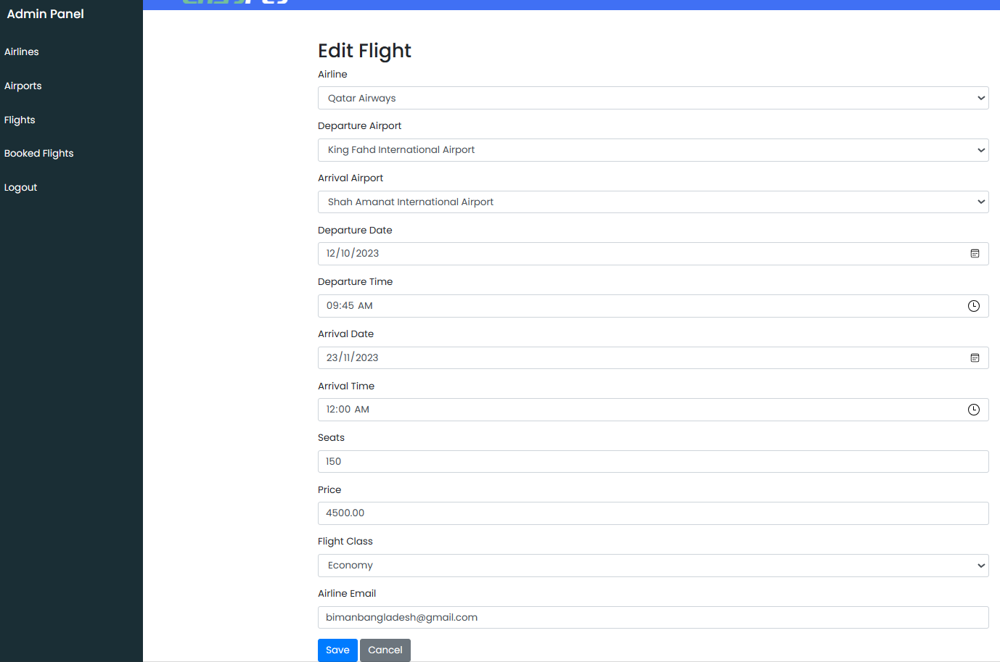 Admin Panel
Airlines
Airports
Flights
Booked Flights
Logout
Edit Flight
Airline
Qatar Airways
Departure Airport
King Fahd International Airport
Arrival Airport
Shah Amanat International Airport
Departure Date
12/10/2023
Departure Time
09:45 AM
Arrival Date
23/11/2023
Arrival Time
12:00 AM
Seats
150
Price
4500.00
Flight Class
Economy
Airline Email
bimanbangladesh@gmail.com
Save Cancel